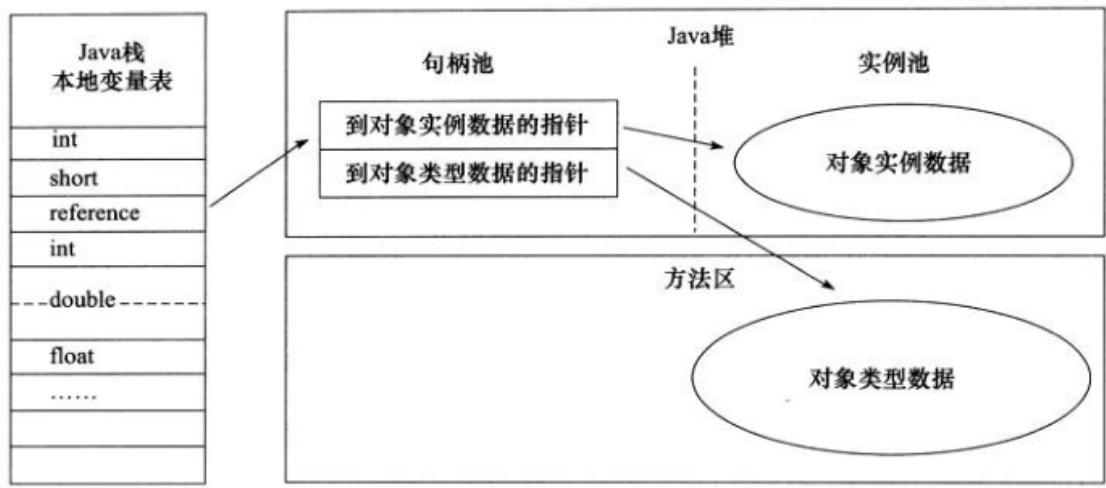 Java栈
本地变量表
int
short
reference
int
double
float
……
Java堆
句柄池
实例池
到对象实例数据的指针
到对象类型数据的指针
对象实例数据
方法区
对象类型数据